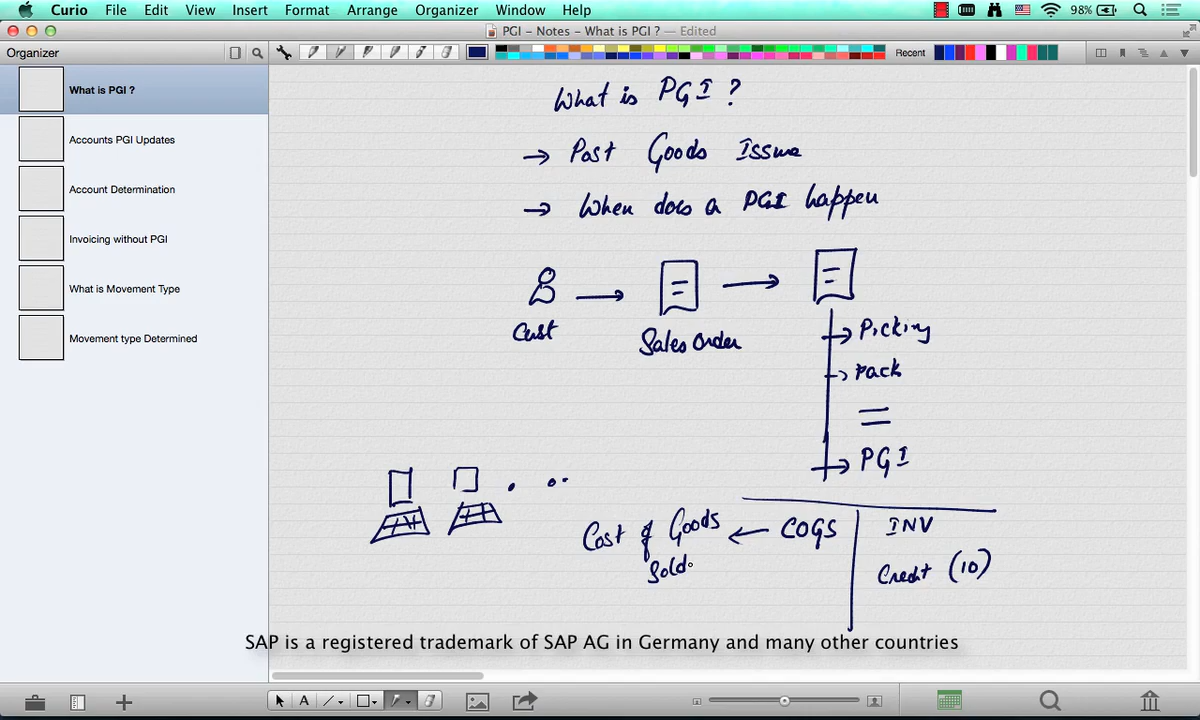 Curio File Edit View Insert Format Arrange Organizer Window Help 98%
PGI – Notes – What is PGI ? — Edited
Organizer Recent
What is PGI ?
Accounts PGI Updates
Account Determination
Invoicing without PGI
What is Movement Type
Movement type Determined
What is PGI ?
→ Post Goods Issue
→ When does a PGI happen
Cust → Sales Order →
→ Picking
→ Pack
→ PGI
Cost of Goods Sold ← COGS
INV
Credit (10)
SAP is a registered trademark of SAP AG in Germany and many other countries
A